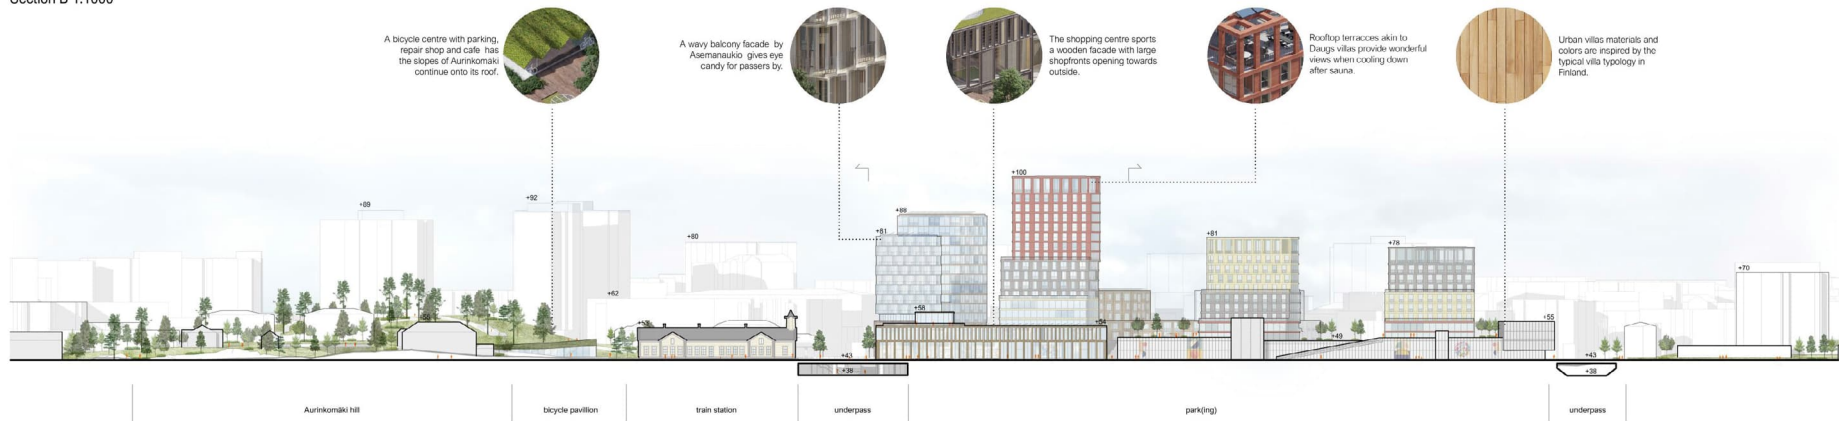 Section B 1:1000
A bicycle centre with parking,
repair shop and cafe has
the slopes of Aurinkomaki
continue onto its roof.
A wavy balcony facade by
Asemanaukio gives eye
candy for passers by.
The shopping centre sports
a wooden facade with large
shopfronts opening towards
outside.
Rooftop terracces akin to
Daugs villas provide wonderful
views when cooling down
after sauna.
Urban villas materials and
colors are inspired by the
typical villa typology in
Finland.
+89
+92
+62
+80
+81
+88
+58
+100
+54
+81
+49
+78
+55
+70
+43
+38
+43
+38
Aurinkomäki hill
bicycle pavillion
train station
underpass
park(ing)
underpass